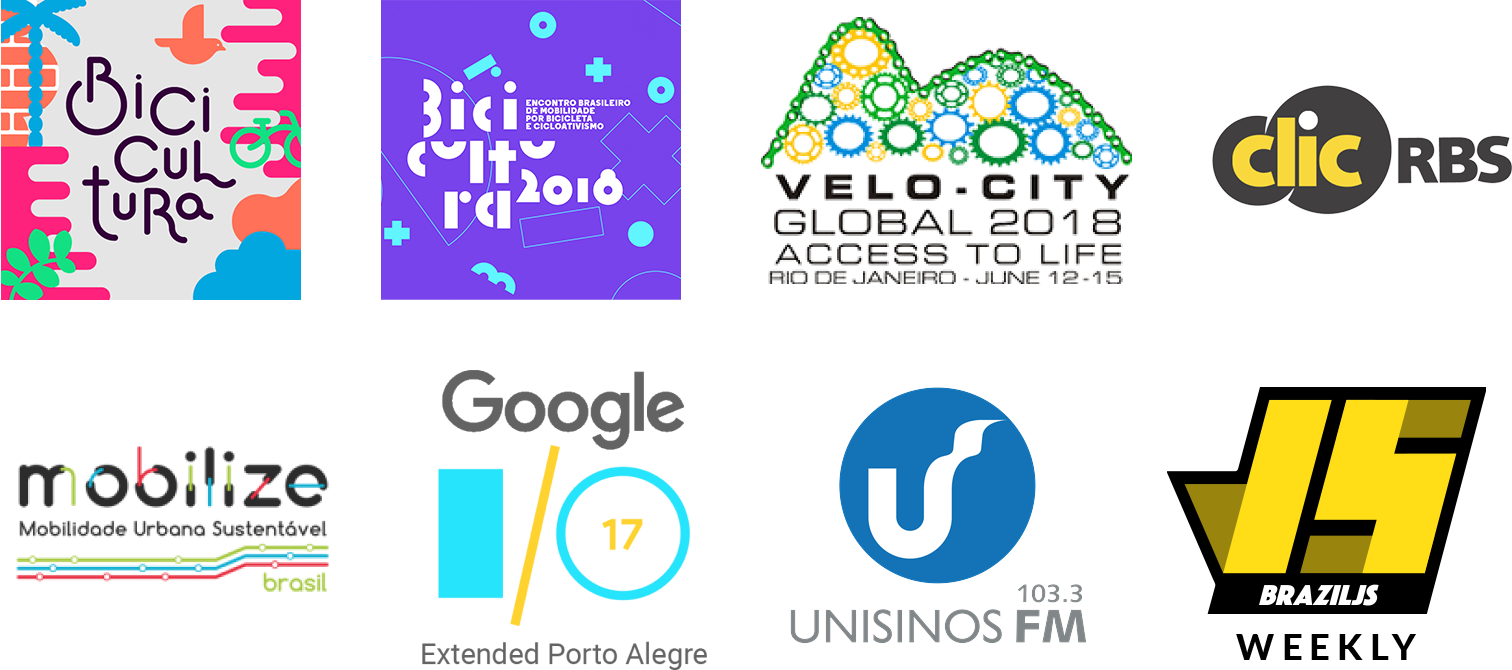 BiCi
CUL
tuRa
Bici
cultu
ra 2018
ENCONTRO BRASILEIRO
DE MOBILIDADE
POR BICICLETA
E CICLOATIVISMO
VELO-CITY
GLOBAL 2018
ACCESS TO LIFE
RIO DE JANEIRO - JUNE 12-15
clic RBS
mobilize
Mobilidade Urbana Sustentável
brasil
Google
I/O
17
Extended Porto Alegre
103.3
UNISINOS FM
JS
BRAZILJS
WEEKLY